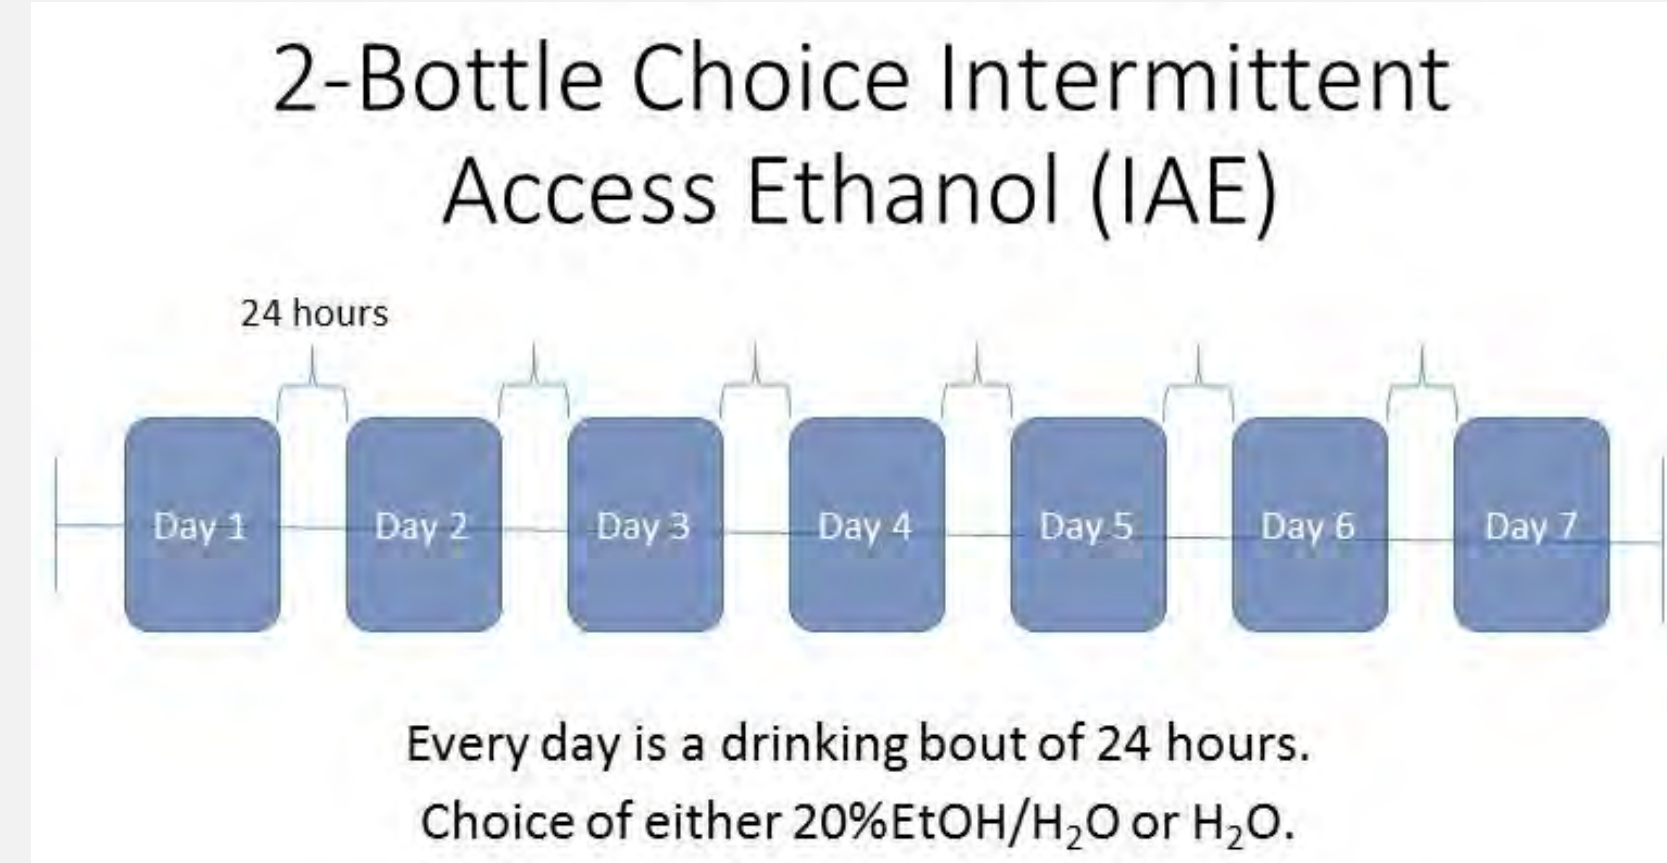 2-Bottle Choice Intermittent
Access Ethanol (IAE)
24 hours
Day 1
Day 2
Day 3
Day 4
Day 5
Day 6
Day 7
Every day is a drinking bout of 24 hours.
Choice of either 20%EtOH/H₂O or H₂O.